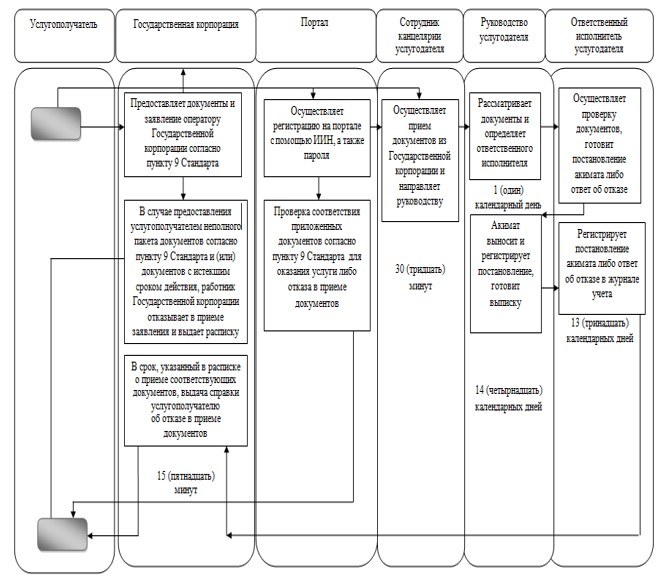 Услугополучатель
Государственная корпорация
Портал
Сотрудник
канцелярии
услугодателя
Руководство
услугодателя
Ответственный
исполнитель
услугодателя
Предоставляет документы и
заявление оператору
Государственной
корпорации согласно
пункту 9 Стандарта
Осуществляет
регистрацию на портале
с помощью ИИН, а также
пароля
Осуществляет
прием
документов из
Государственной
корпорации и
направляет
руководству
Рассматривает
документы и
определяет
ответственного
исполнителя
Осуществляет
проверку
документов,
готовит
постановление
акимата либо
ответ об отказе
1 (один)
календарный день
В случае предоставления
услугополучателем неполного
пакета документов согласно
пункту 9 Стандарта и (или)
документов с истекшим
сроком действия, работник
Государственной корпорации
отказывает в приеме
заявления и выдает расписку
Проверка соответствия
приложенных
документов согласно
пункту 9 Стандарта для
оказания услуги либо
отказа в приеме
документов
30 (тридцать)
минут
Акимат
выносит и
регистрирует
постановление,
готовит
выписку
Регистрирует
постановление
акимата либо ответ
об отказе в журнале
учета
13 (тринадцать)
календарных дней
В срок, указанный в расписке
о приеме соответствующих
документов, выдача справки
услугополучателю
об отказе в приеме
документов
14 (четырнадцать)
календарных дней
15 (пятнадцать)
минут